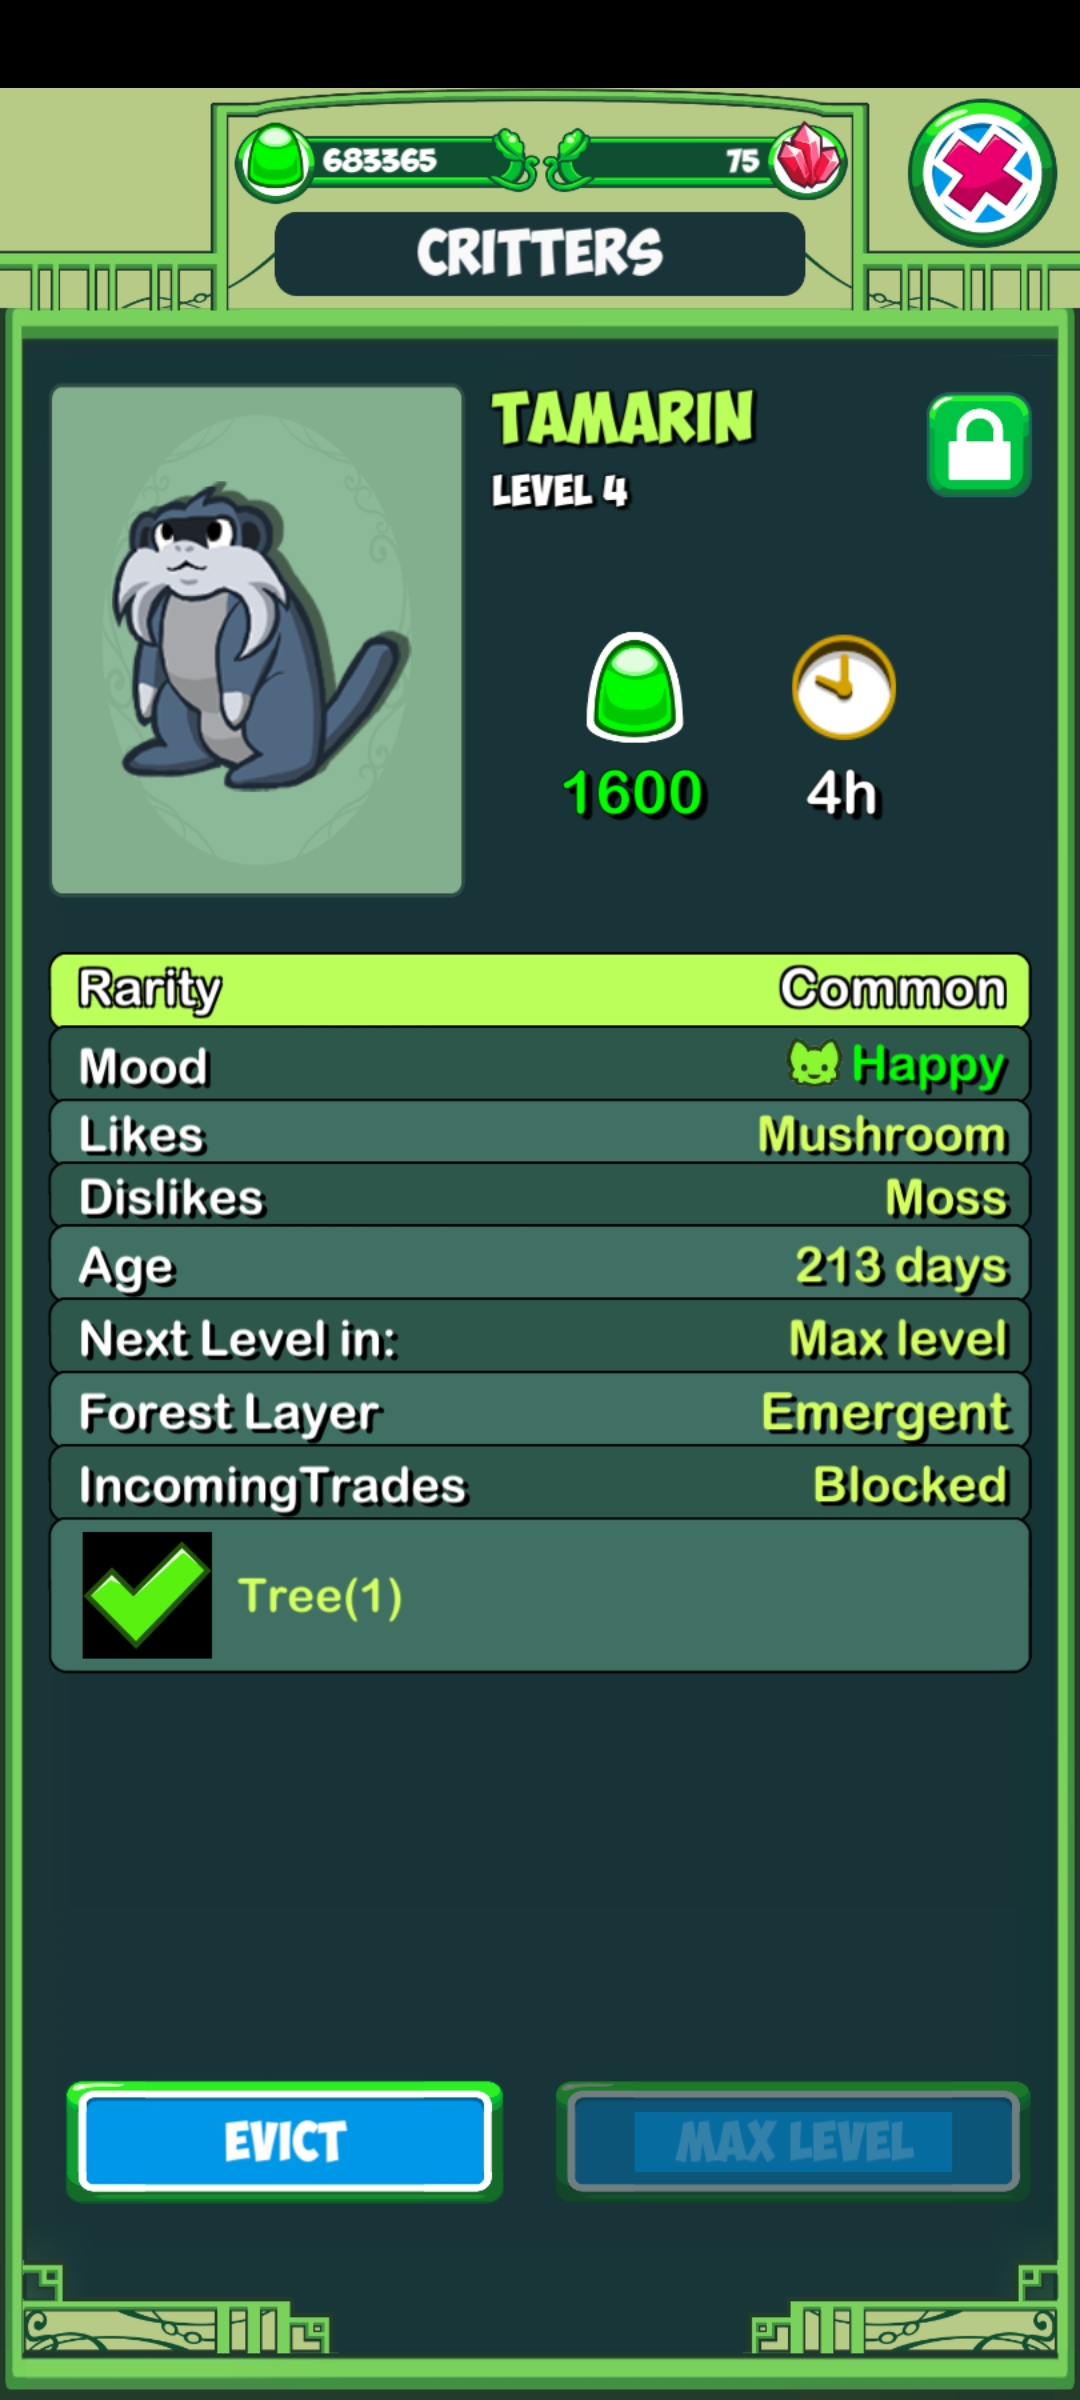 683365 75
CRITTERS
TAMARIN
LEVEL 4
1600 4h
Rarity Common
Mood Happy
Likes Mushroom
Dislikes Moss
Age 213 days
Next Level in: Max level
Forest Layer Emergent
IncomingTrades Blocked
Tree(1)
EVICT MAX LEVEL